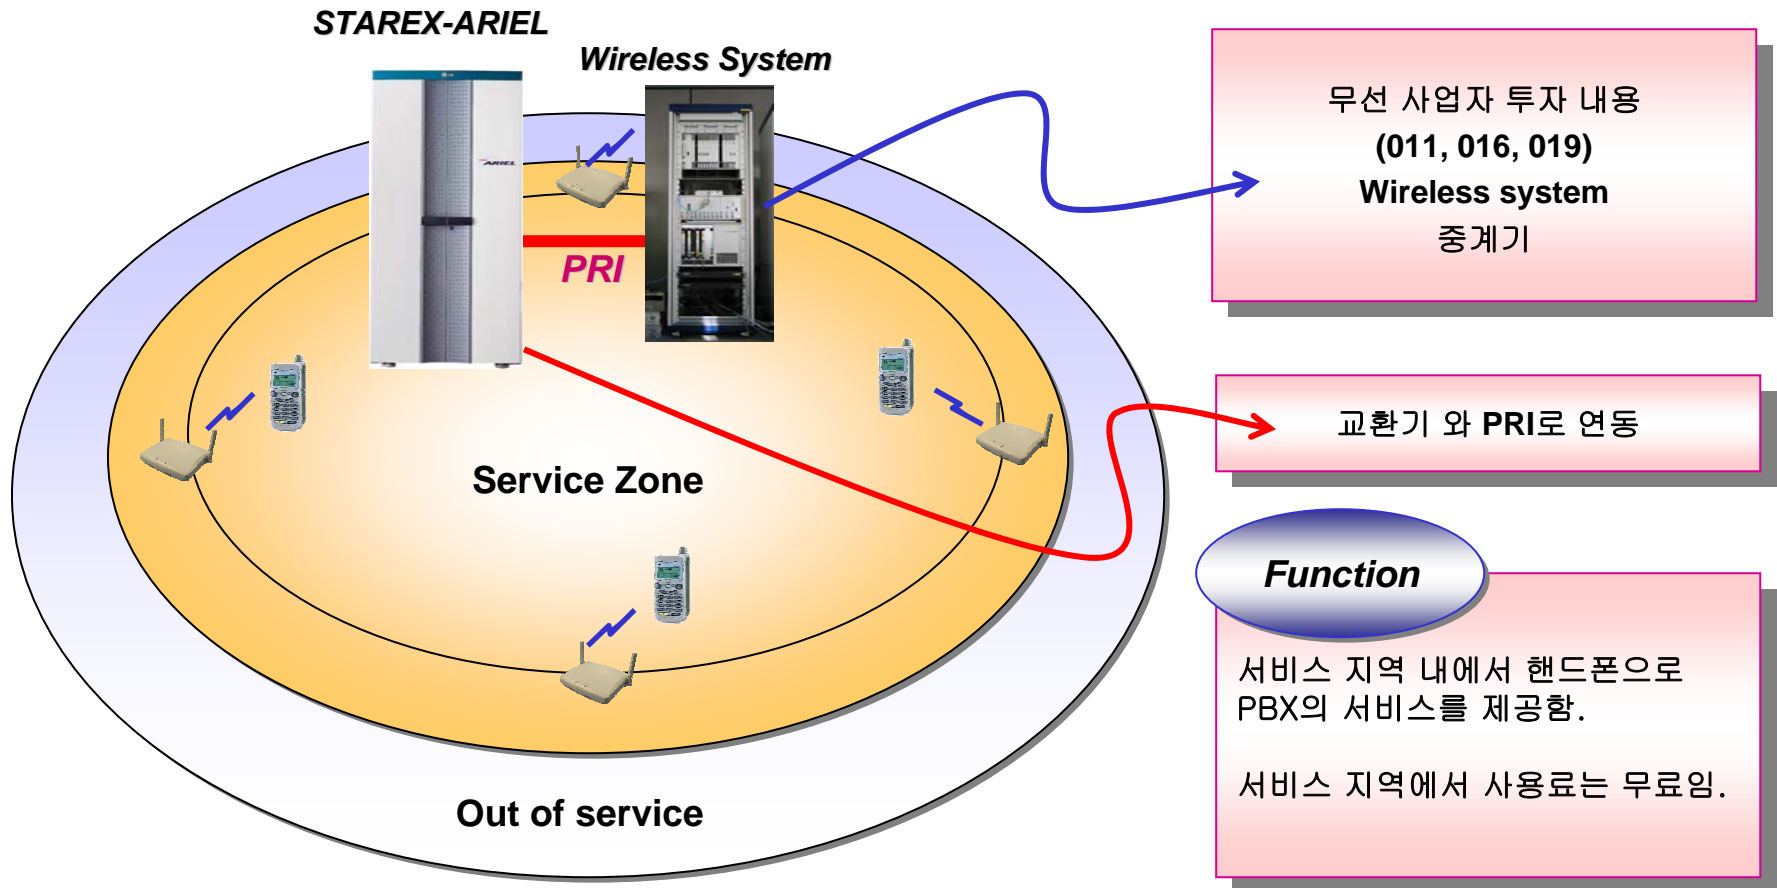 STAREX-ARIEL
Wireless System
ARIEL
PRI
Service Zone
Out of service
무선 사업자 투자 내용
(011, 016, 019)
Wireless system
중계기
교환기 와 PRI로 연동
Function
서비스 지역 내에서 핸드폰으로
PBX의 서비스를 제공함.
서비스 지역에서 사용료는 무료임.